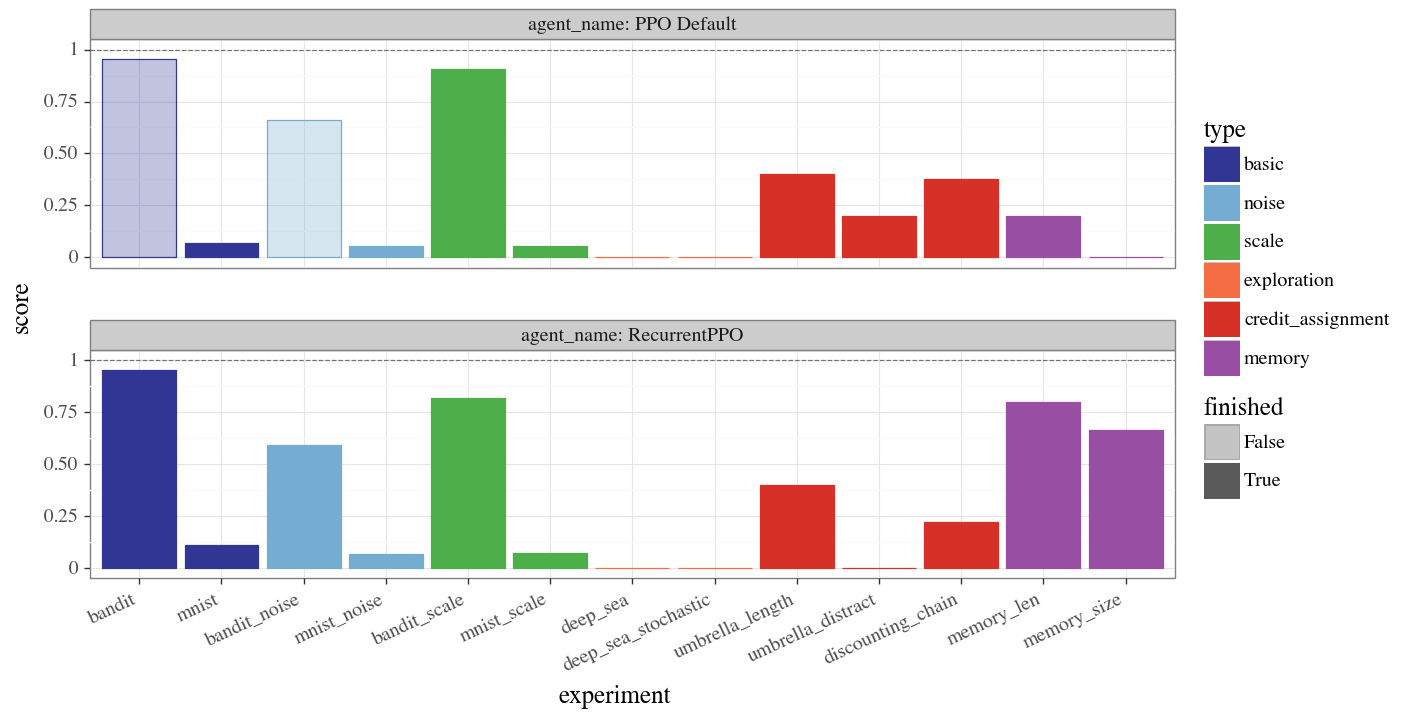 agent_name: PPO Default
1
0.75
0.50
0.25
0
agent_name: RecurrentPPO
1
0.75
0.50
0.25
0
score
bandit
mnist
bandit_noise
mnist_noise
bandit_scale
mnist_scale
deep_sea
deep_sea_stochastic
umbrella_length
umbrella_distract
discounting_chain
memory_len
memory_size
experiment
type
basic
noise
scale
exploration
credit_assignment
memory
finished
False
True